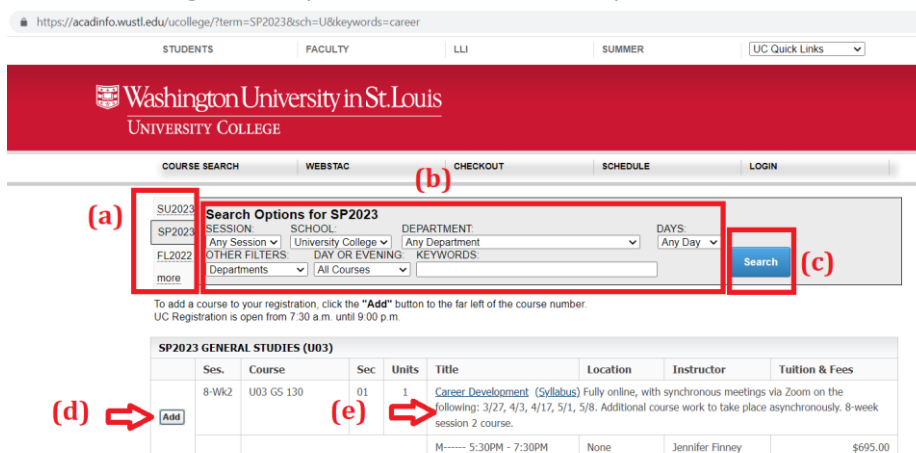 https://acadinfo.wustl.edu/ucollege/?term=SP2023&sch=U&keywords=career
STUDENTS FACULTY LLI SUMMER UC Quick Links
Washington University in St. Louis
UNIVERSITY COLLEGE
COURSE SEARCH WEBSTAC CHECKOUT SCHEDULE LOGIN
(b)
(a)
SU2023
SP2023
FL2022
more
Search Options for SP2023
SESSION: SCHOOL: DEPARTMENT: DAYS:
Any Session University College Any Department Any Day
OTHER FILTERS: DAY OR EVENING: KEYWORDS:
Departments All Courses
Search
(c)
To add a course to your registration, click the "Add" button to the far left of the course number.
UC Registration is open from 7:30 a.m. until 9:00 p.m.
SP2023 GENERAL STUDIES (U03)
Ses. Course Sec Units Title Location Instructor Tuition & Fees
(d)
Add
8-Wk2 U03 GS 130 01 1 Career Development (Syllabus) Fully online, with synchronous meetings via Zoom on the
(e)
following: 3/27, 4/3, 4/17, 5/1, 5/8. Additional course work to take place asynchronously. 8-week
session 2 course.
M------ 5:30PM - 7:30PM None Jennifer Finney $695.00